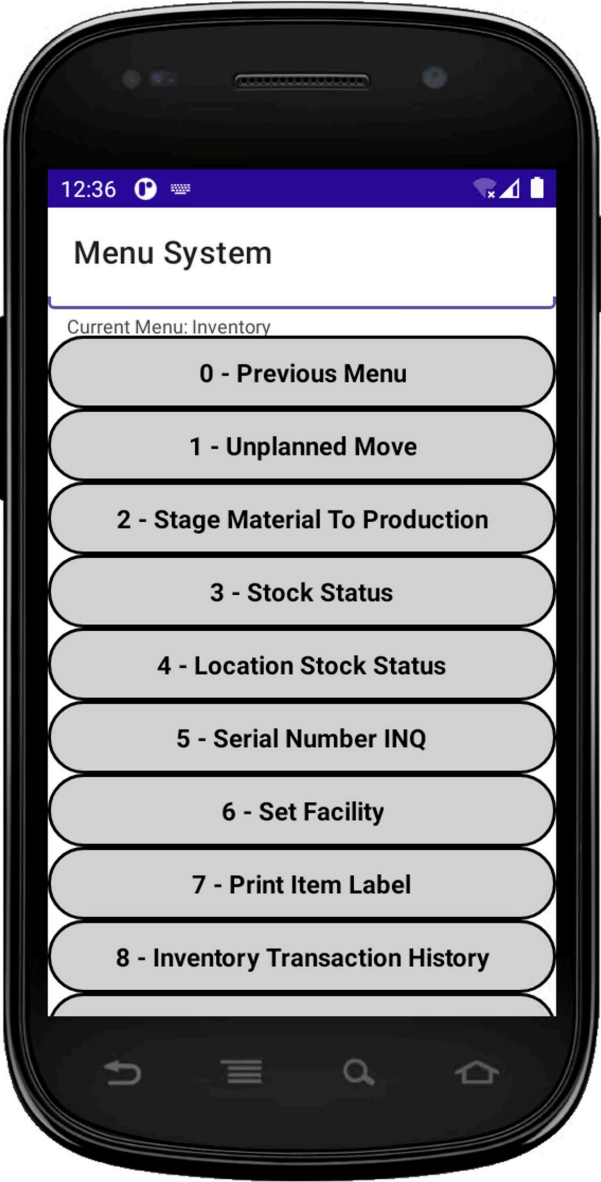 12:36
Menu System
Current Menu: Inventory
0 - Previous Menu
1 - Unplanned Move
2 - Stage Material To Production
3 - Stock Status
4 - Location Stock Status
5 - Serial Number INQ
6 - Set Facility
7 - Print Item Label
8 - Inventory Transaction History